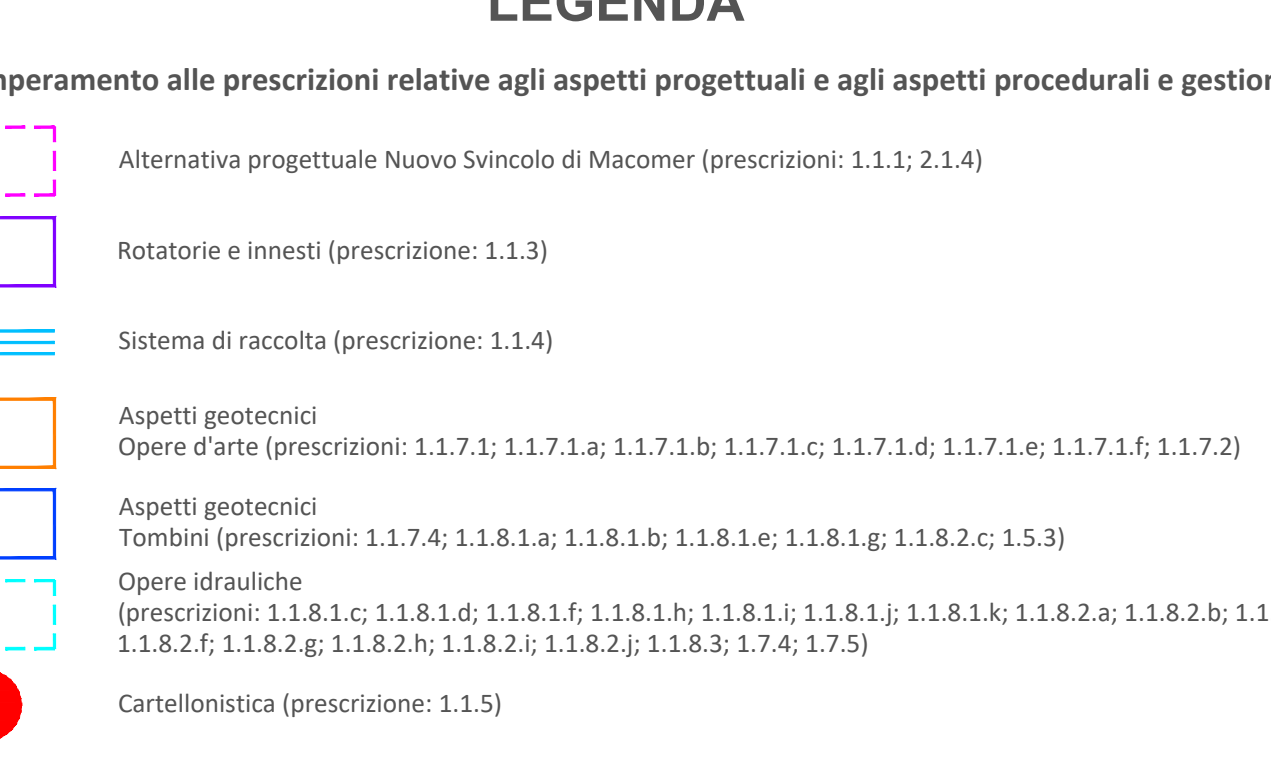 LEGENDA
alle prescrizioni relative agli aspetti progettuali e agli aspetti procedurali e
Alternativa progettuale Nuovo Svincolo di Macomer (prescrizioni: 1.1.1; 2.1.4)
Rotatorie e innesti (prescrizione: 1.1.3)
Sistema di raccolta (prescrizione: 1.1.4)
Aspetti geotecnici
Opere d'arte (prescrizioni: 1.1.7.1; 1.1.7.1.a; 1.1.7.1.b; 1.1.7.1.c; 1.1.7.1.d; 1.1.7.1.e; 1.1.7.1.f; 1.1.7.2)
Aspetti geotecnici
Tombini (prescrizioni: 1.1.7.4; 1.1.8.1.a; 1.1.8.1.b; 1.1.8.1.e; 1.1.8.1.g; 1.1.8.2.c; 1.5.3)
Opere idrauliche
(prescrizioni: 1.1.8.1.c; 1.1.8.1.d; 1.1.8.1.f; 1.1.8.1.h; 1.1.8.1.i; 1.1.8.1.j; 1.1.8.1.k; 1.1.8.2.a; 1.1.8.2.b;
1.1.8.2.f; 1.1.8.2.g; 1.1.8.2.h; 1.1.8.2.i; 1.1.8.2.j; 1.1.8.3; 1.7.4; 1.7.5)
Cartellonistica (prescrizione: 1.1.5)